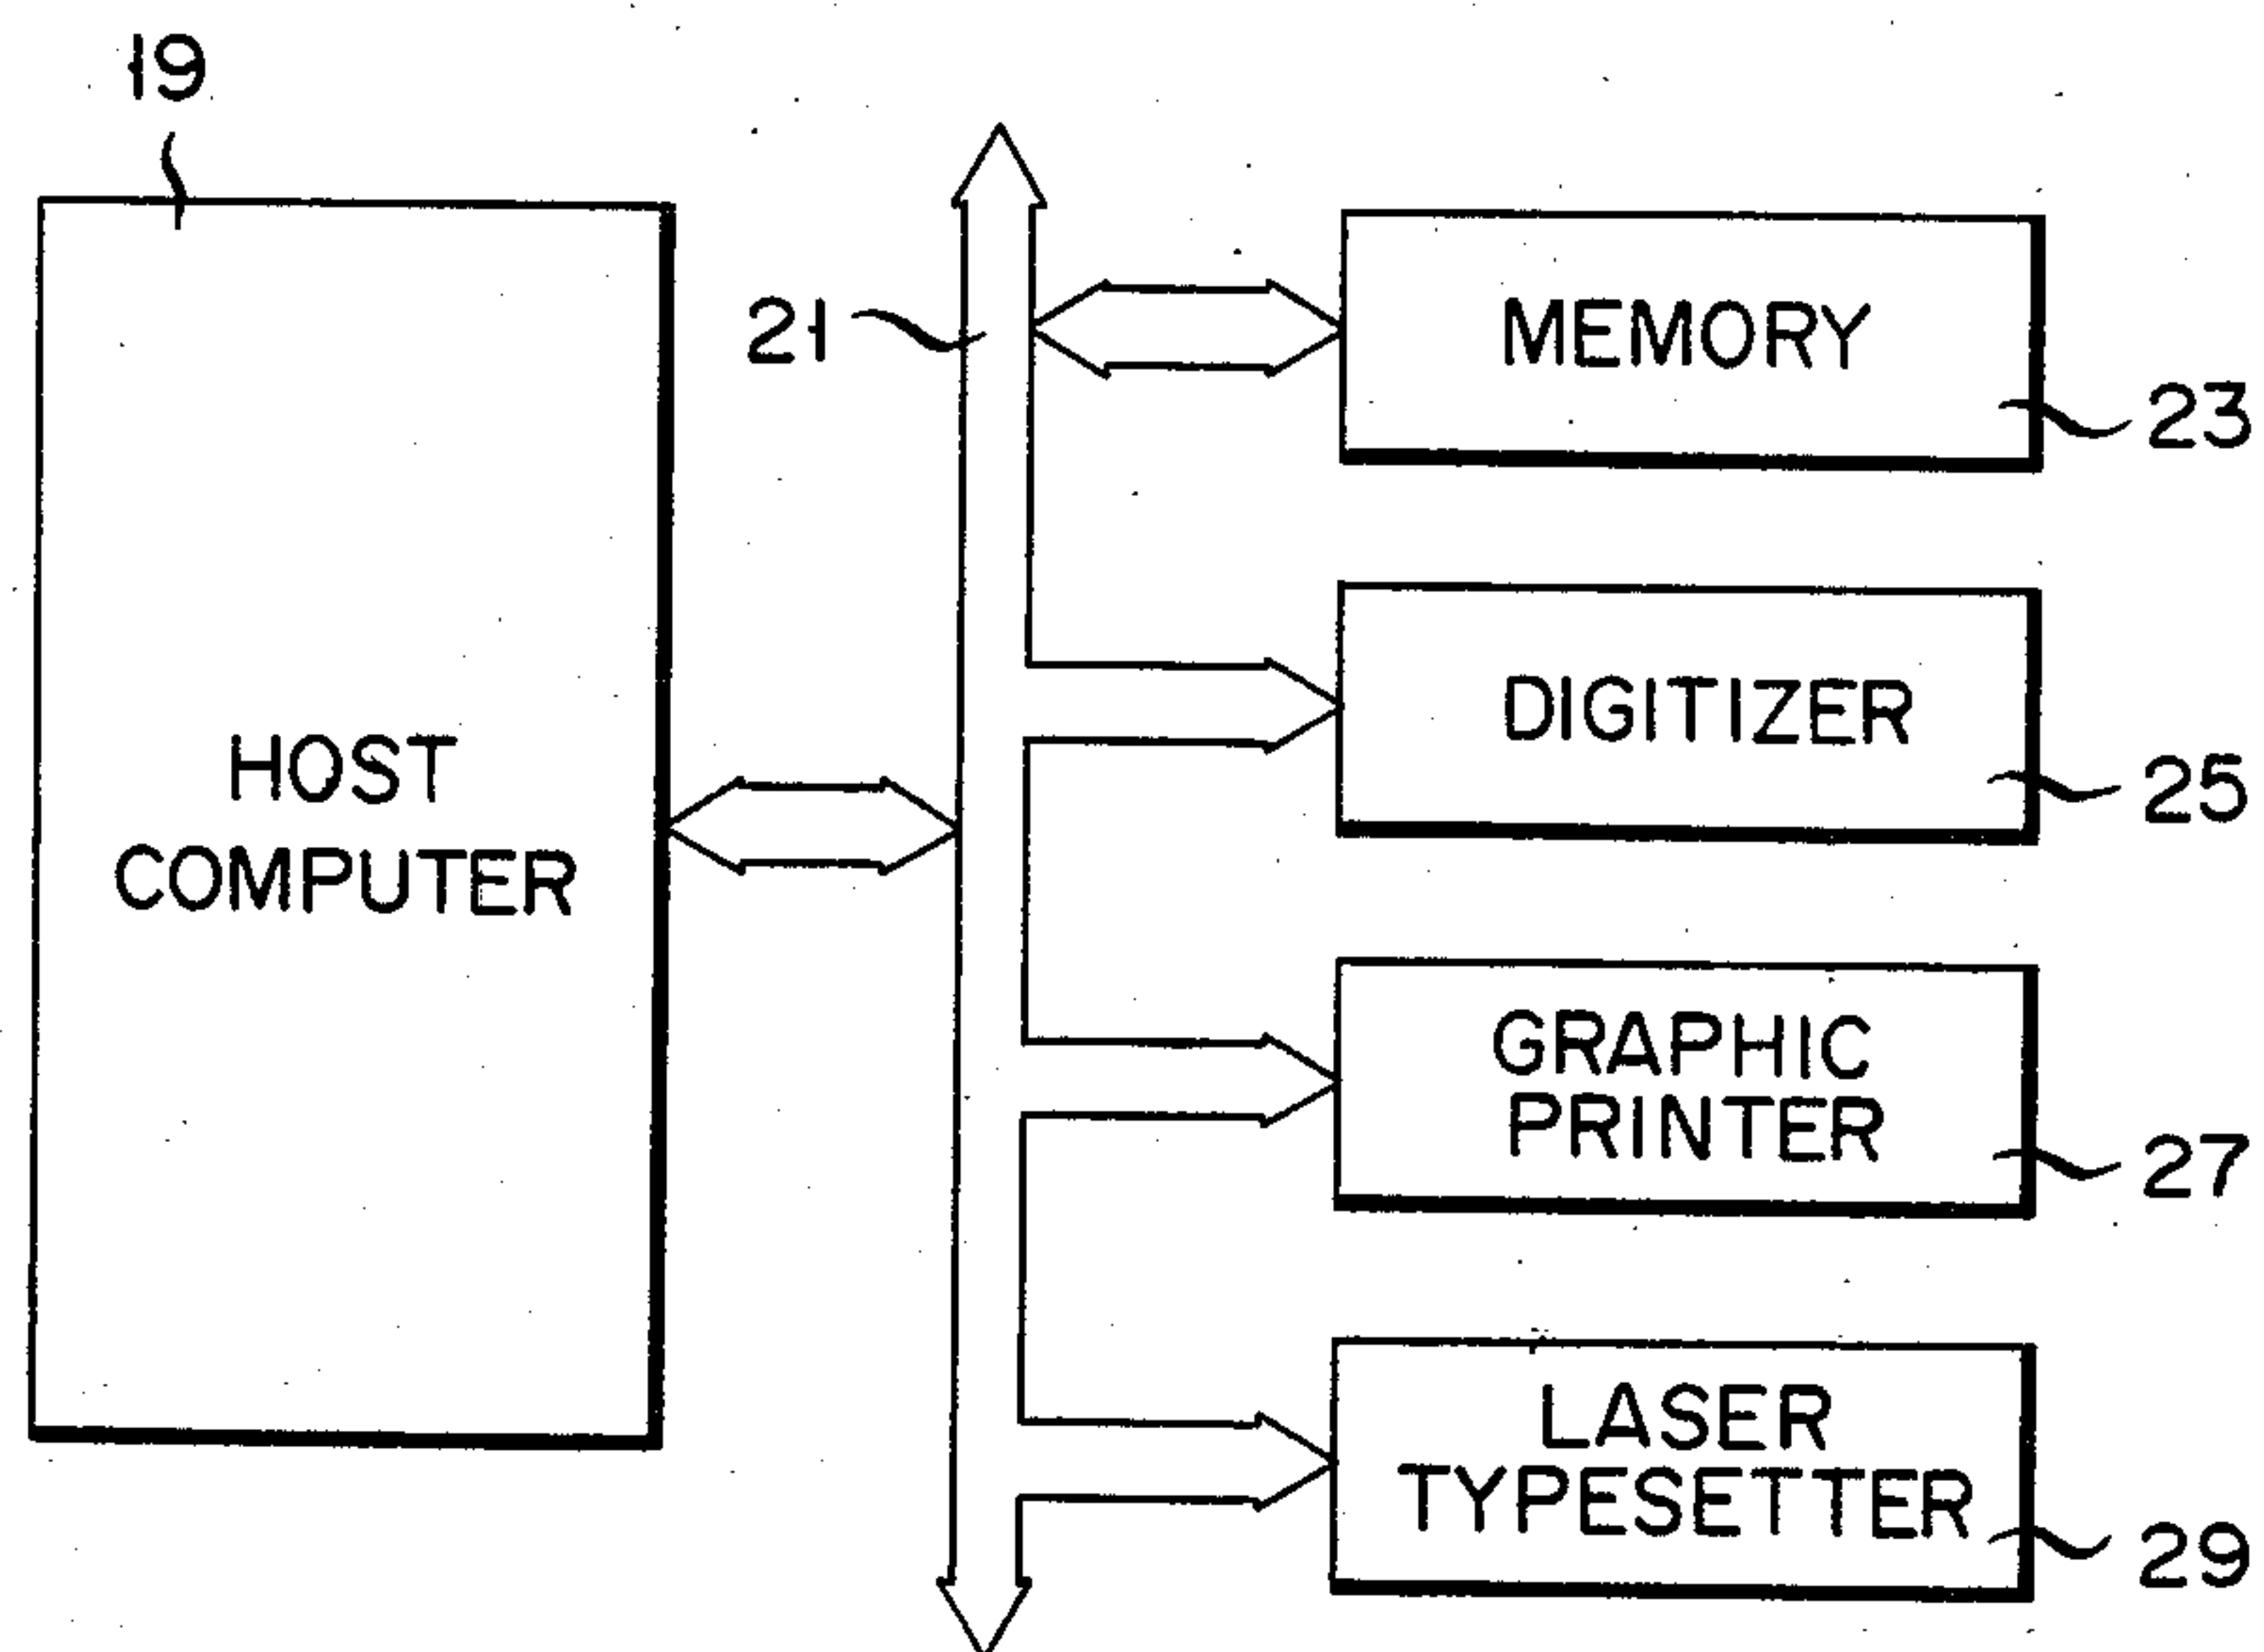 19
21
MEMORY
23
HOST
COMPUTER
DIGITIZER
25
GRAPHIC
PRINTER
27
LASER
TYPESETTER
29